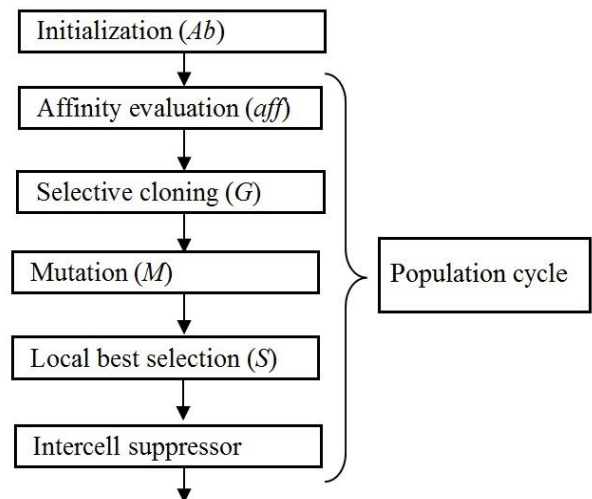 Initialization (Ab)
Affinity evaluation (aff)
Selective cloning (G)
Mutation (M)
Population cycle
Local best selection (S)
Intercell suppressor